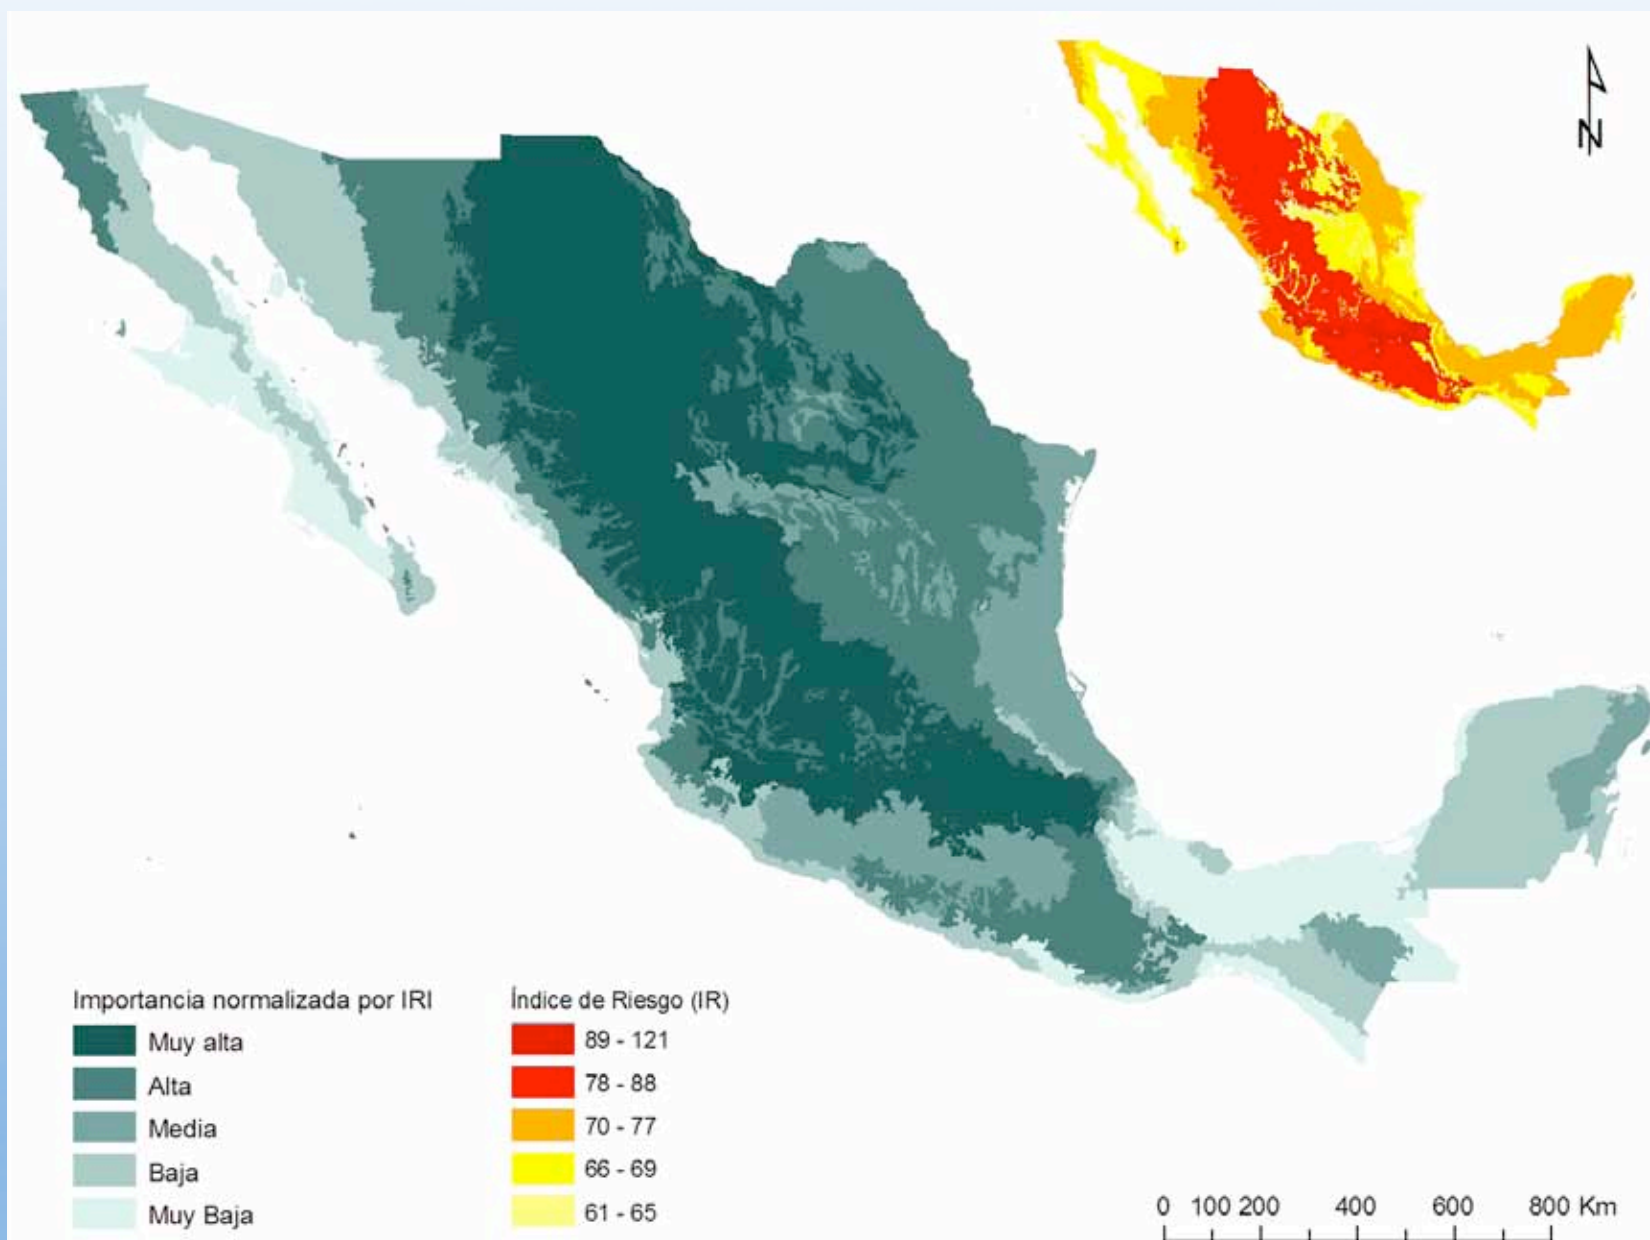 N
Importancia normalizada por IRI
Muy alta
Alta
Media
Baja
Muy Baja
Índice de Riesgo (IR)
89 - 121
78 - 88
70 - 77
66 - 69
61 - 65
0 100 200 400 600 800 Km